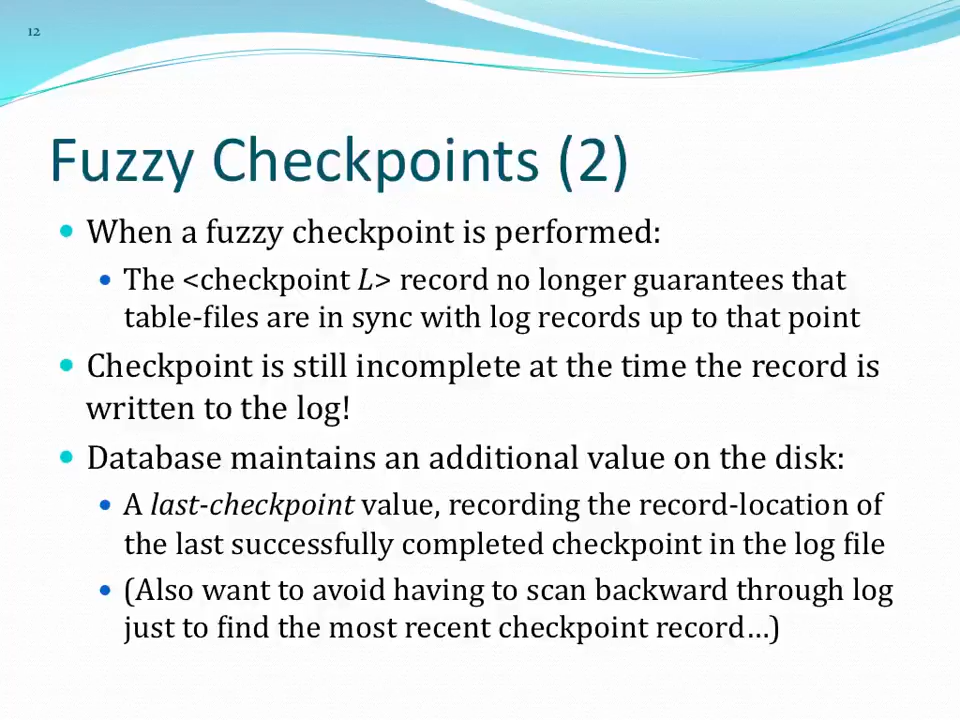 12
Fuzzy Checkpoints (2)
• When a fuzzy checkpoint is performed:
• The <checkpoint L> record no longer guarantees that
table-files are in sync with log records up to that point
• Checkpoint is still incomplete at the time the record is
written to the log!
• Database maintains an additional value on the disk:
• A last-checkpoint value, recording the record-location of
the last successfully completed checkpoint in the log file
• (Also want to avoid having to scan backward through log
just to find the most recent checkpoint record…)